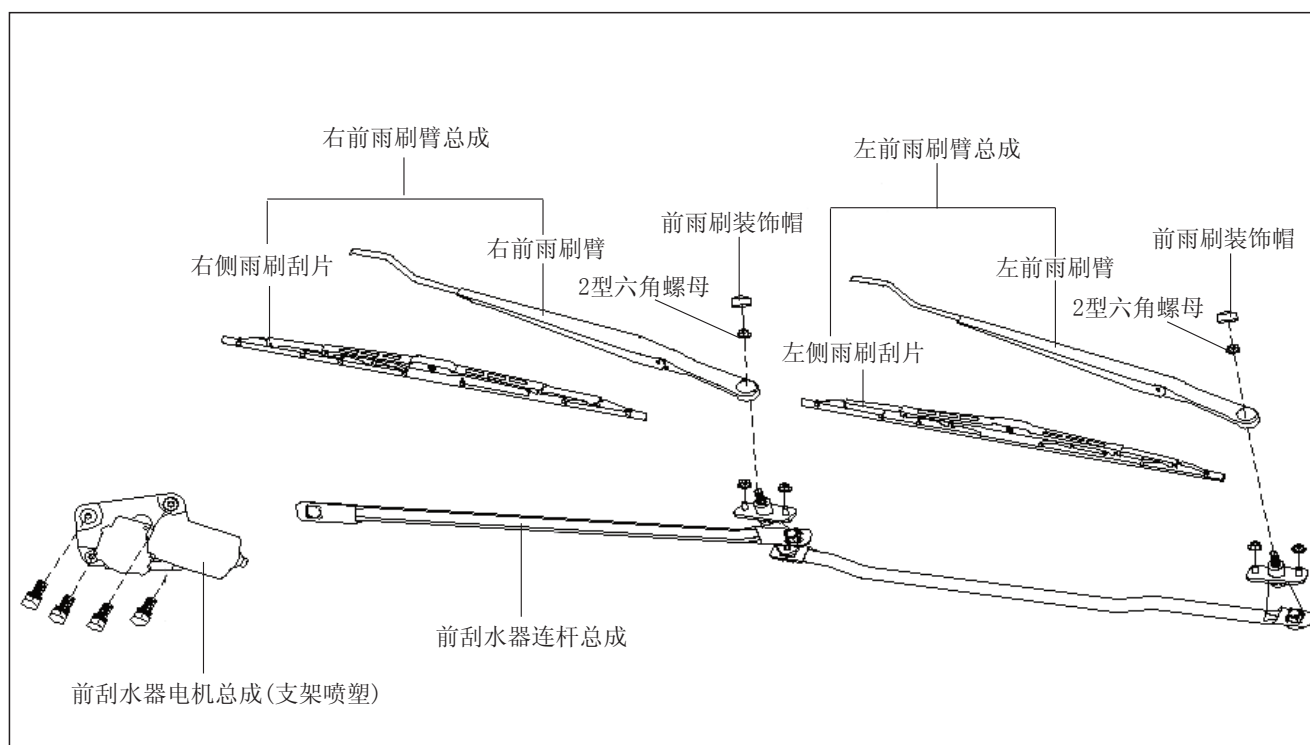 右前雨刷臂总成
左前雨刷臂总成
前雨刷装饰帽
前雨刷装饰帽
右前雨刷臂
右侧雨刷刮片
左前雨刷臂
2型六角螺母
2型六角螺母
左侧雨刷刮片
前刮水器连杆总成
前刮水器电机总成(支架喷塑)